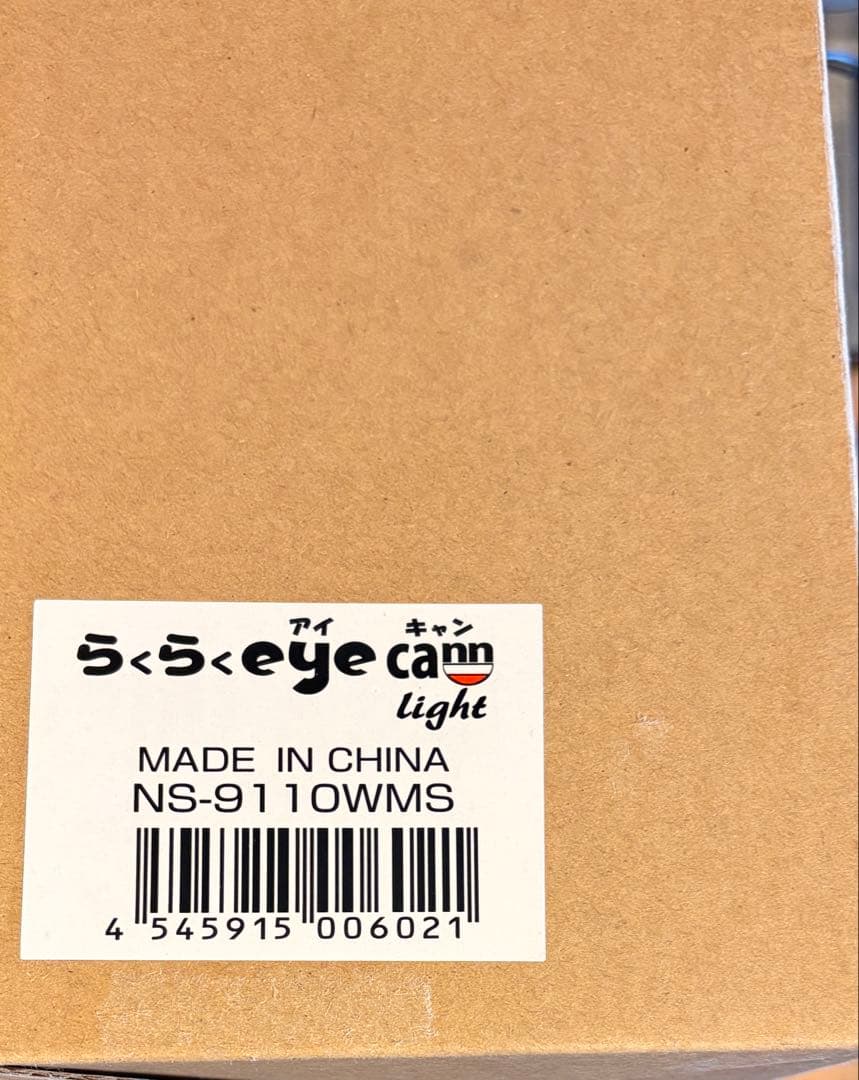 アイ キャン
らくらくeye cann
light
MADE IN CHINA
NS-9110WMS
4 545915 006021